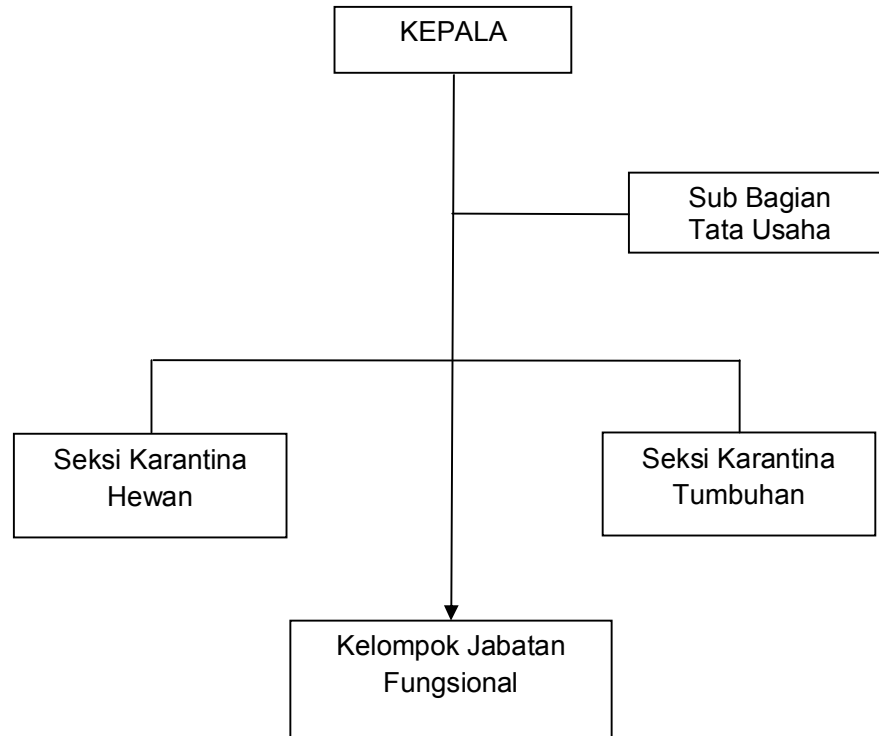 KEPALA
Sub Bagian
Tata Usaha
Seksi Karantina
Hewan
Seksi Karantina
Tumbuhan
Kelompok Jabatan
Fungsional